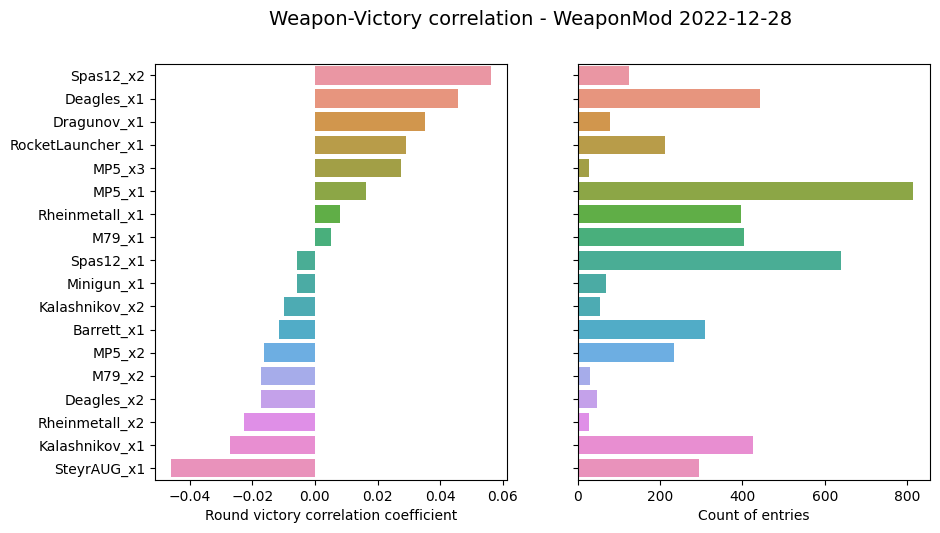 Weapon-Victory correlation - WeaponMod 2022-12-28
Spas12_x2
Deagles_x1
Dragunov_x1
RocketLauncher_x1
MP5_x3
MP5_x1
Rheinmetall_x1
M79_x1
Spas12_x1
Minigun_x1
Kalashnikov_x2
Barrett_x1
MP5_x2
M79_x2
Deagles_x2
Rheinmetall_x2
Kalashnikov_x1
SteyrAUG_x1
−0.04 −0.02 0.00 0.02 0.04 0.06
Round victory correlation coefficient
0 200 400 600 800
Count of entries